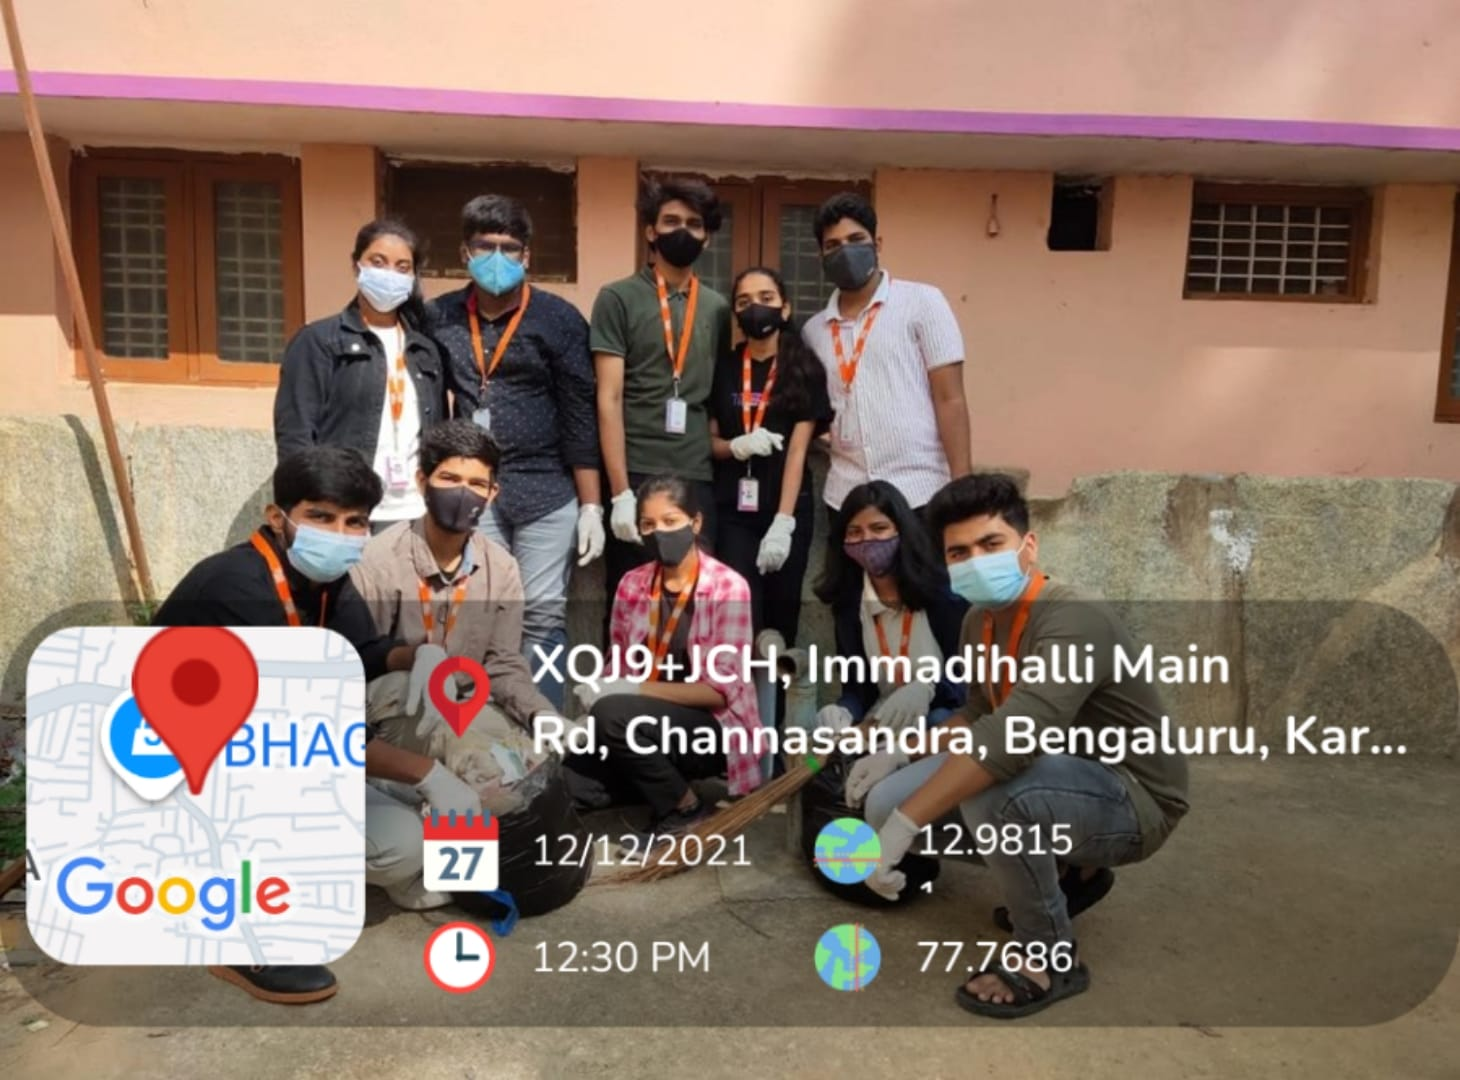 XQJ9+JCH, Immadihalli Main
Rd, Channasandra, Bengaluru, Kar...
BHAG
A
Google
27
12/12/2021
12.9815
12:30 PM
77.7686